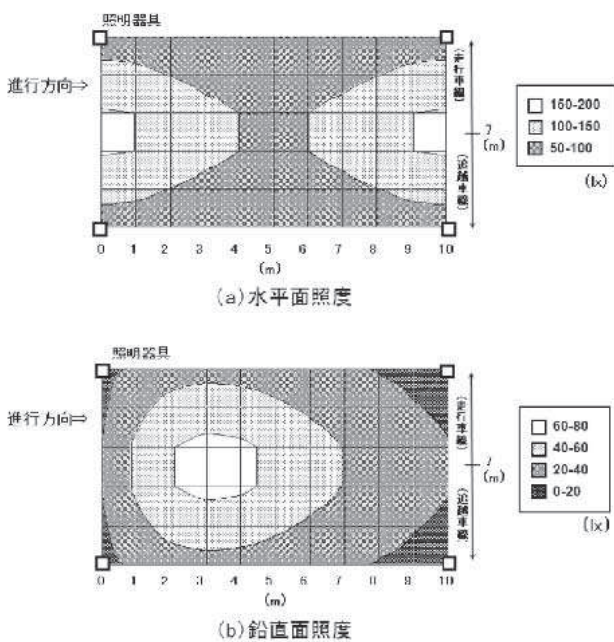 照明器具
進行方向⇒
(走行車線)
7
(m)
(追越車線)
150-200
100-150
50-100
(lx)
0 1 2 3 4 5 6 7 8 9 10
(m)
(a)水平面照度
照明器具
進行方向⇒
(走行車線)
7
(m)
(追越車線)
60-80
40-60
20-40
0-20
(lx)
0 1 2 3 4 5 6 7 8 9 10
(m)
(b)鉛直面照度